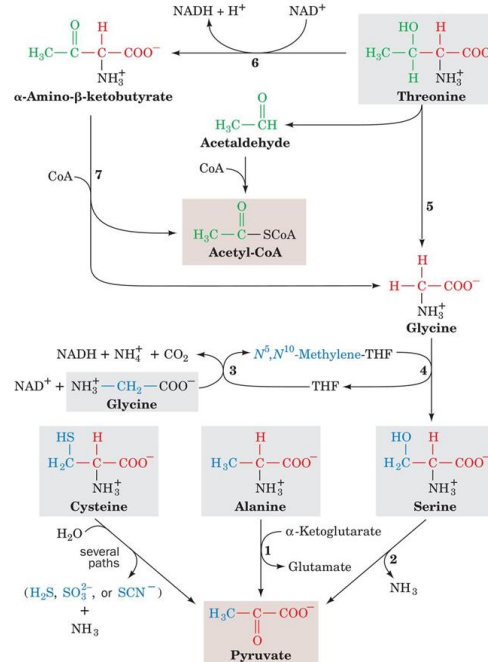 NADH + H⁺ NAD⁺
O H
H₃C—C—C—COO⁻
NH₃⁺
α-Amino-β-ketobutyrate
6
HO H
H₃C—C—C—COO
H NH₃⁺
Threonine
O
H₃C—CH
Acetaldehyde
CoA 7
CoA
O
H₃C—C—SCoA
Acetyl-CoA
5
H
H—C—COO⁻
NH₃⁺
Glycine
NADH + NH₄⁺ + CO₂
N⁵,N¹⁰-Methylene-THF
3 4
NAD⁺ + NH₃⁺—CH₂—COO⁻
THF
Glycine
HS H
H₂C—C—COO⁻
NH₃⁺
Cysteine
H
H₃C—C—COO⁻
NH₃⁺
Alanine
HO H
H₂C—C—COO⁻
NH₃⁺
Serine
H₂O
several
paths
(H₂S, SO₃²⁻, or SCN⁻)
+
NH₃
1
α-Ketoglutarate
Glutamate
2
NH₃
H₃C—C—COO⁻
O
Pyruvate